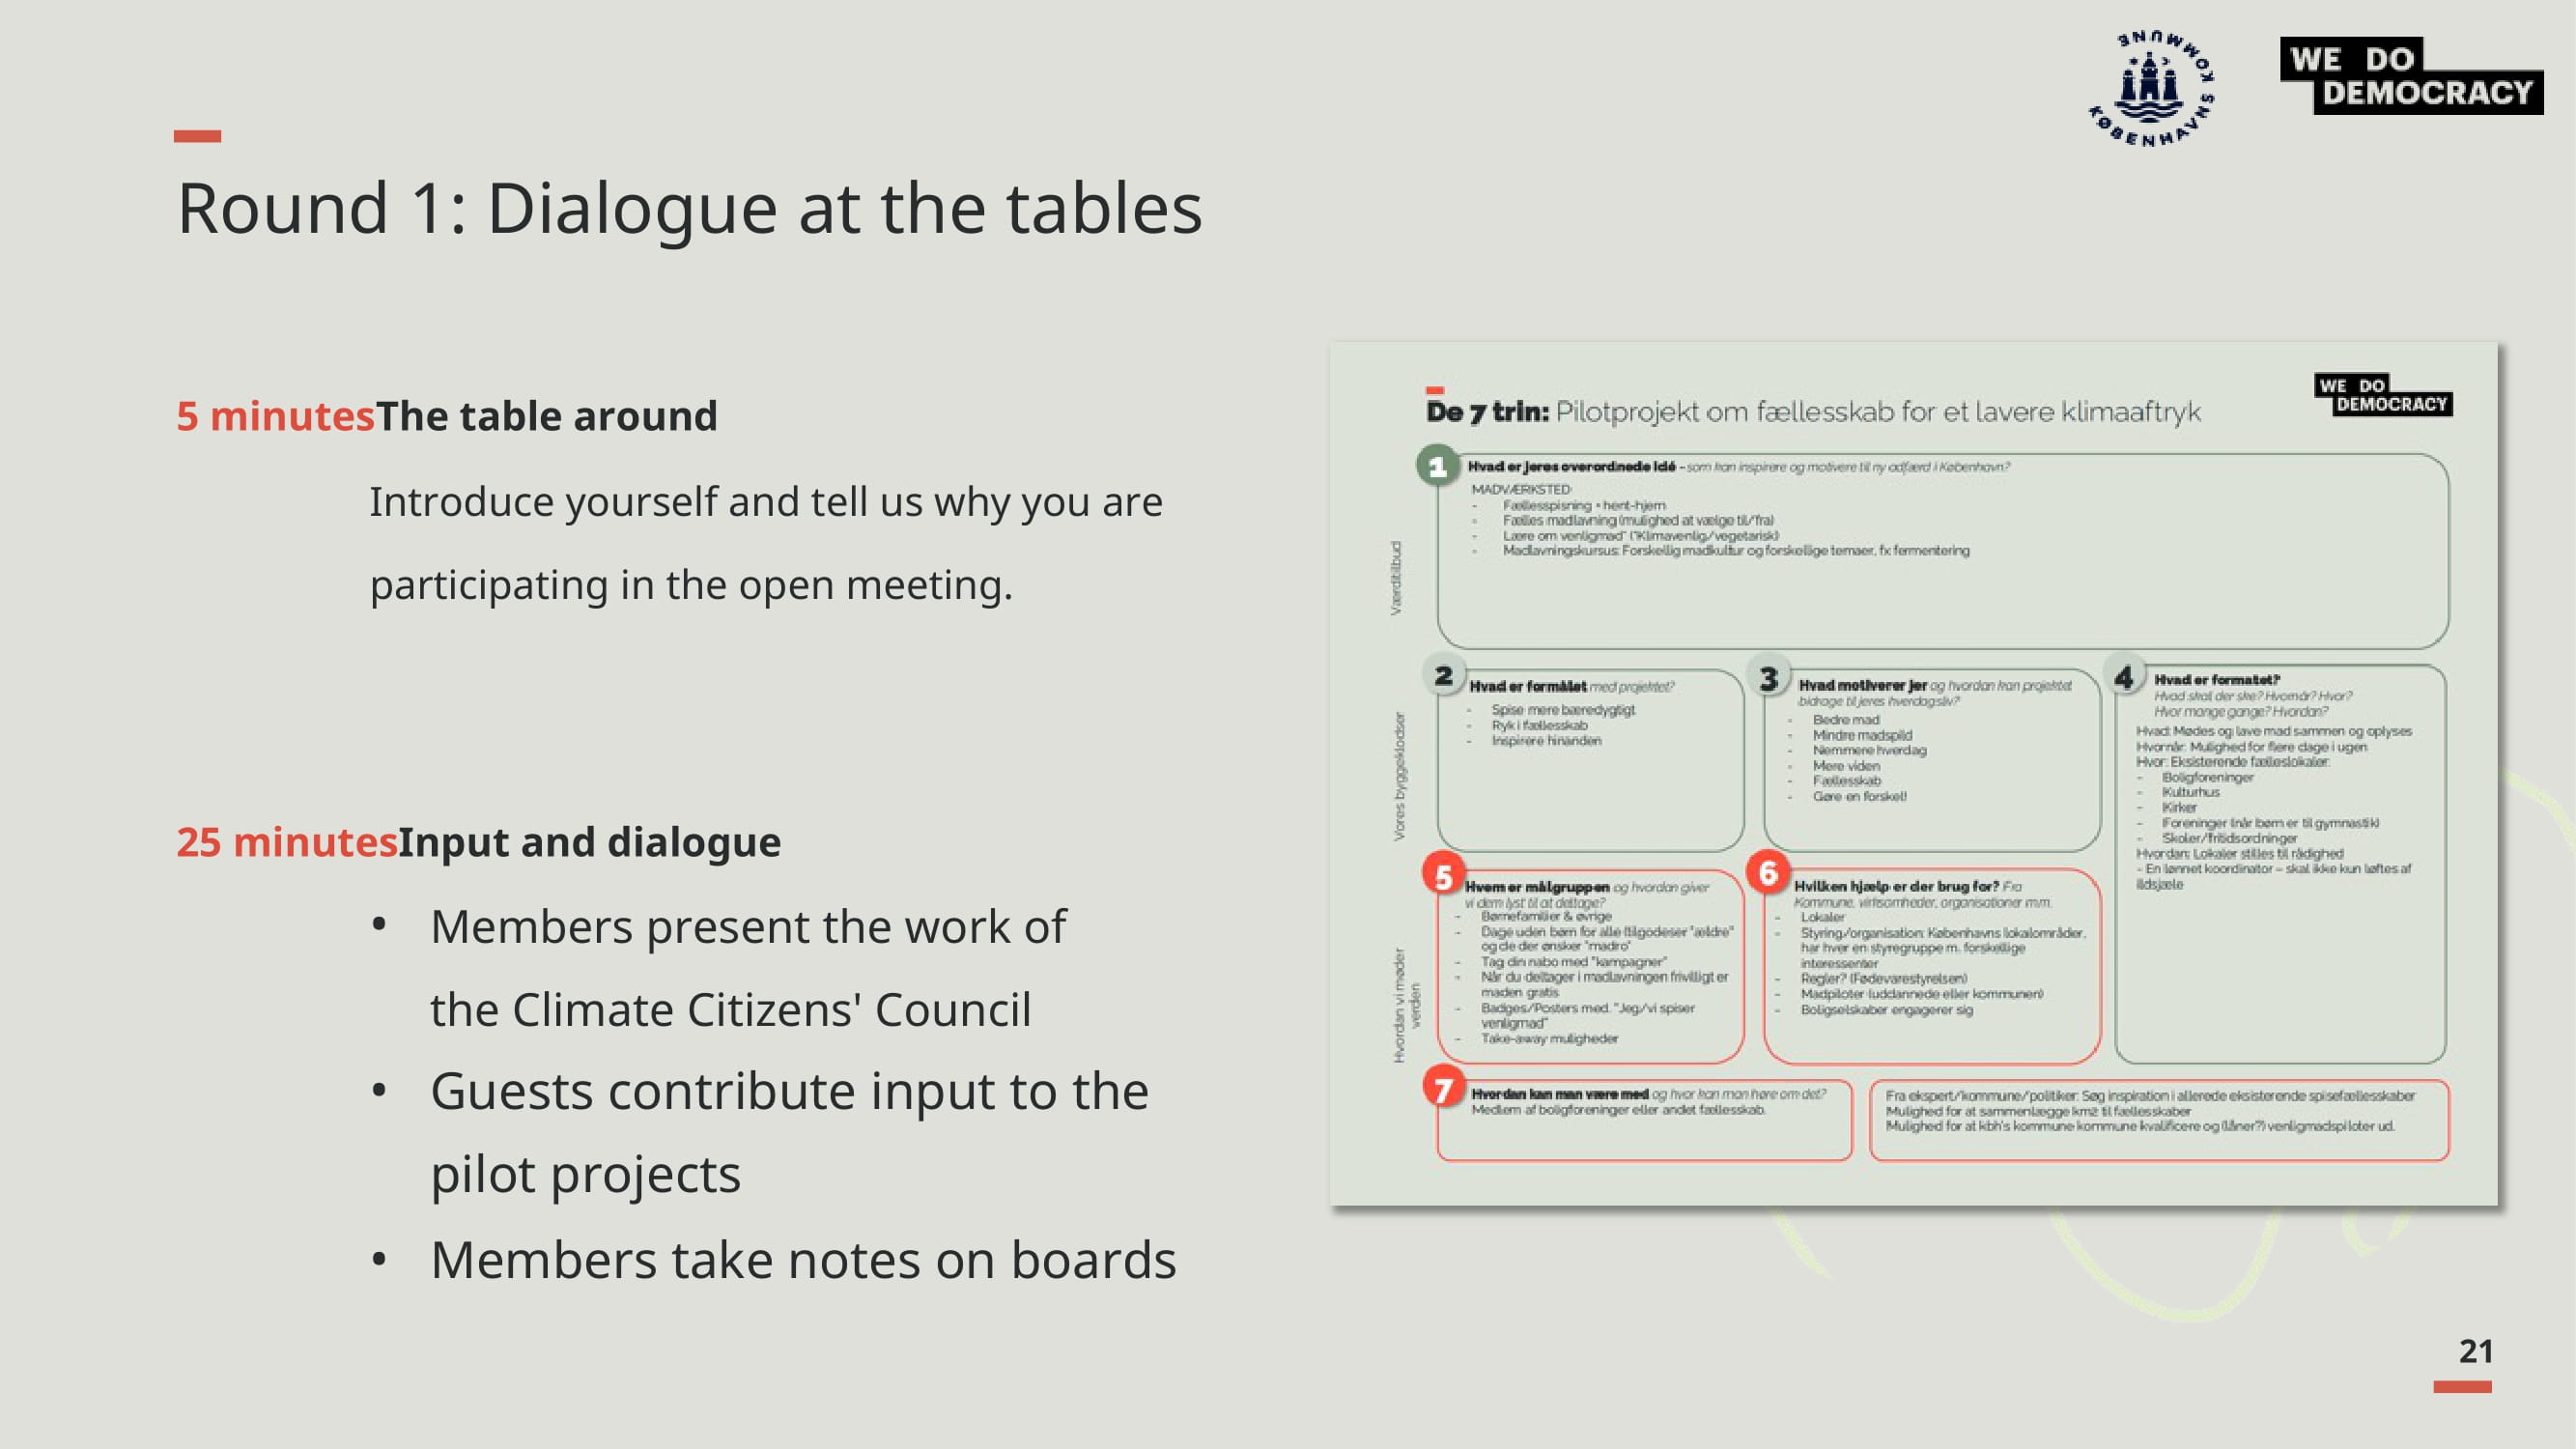 KØBENHAVNS KOMMUNE
WE DO
DEMOCRACY
Round 1: Dialogue at the tables
5 minutesThe table around
Introduce yourself and tell us why you are
participating in the open meeting.
25 minutesInput and dialogue
• Members present the work of
the Climate Citizens' Council
• Guests contribute input to the
pilot projects
• Members take notes on boards
WE DO
DEMOCRACY
De 7 trin: Pilotprojekt om fællesskab for et lavere klimaaftryk
Værditilbud
1
Hvad er jeres overordnede idé - som kan inspirere og motivere til ny adfærd i København?
MADVÆRKSTED
- Fællesspisning + hent-hjem
- Fælles madlavning (mulighed at vælge til/fra)
- Lære om venligmad" ("Klimavenlig/vegetarisk)
- Madlavningskursus: Forskellig madkultur og forskellige temaer, fx fermentering
Vores byggeklodser
2
Hvad er formålet med projektet?
- Spise mere bæredygtigt
- Ryk i fællesskab
- Inspirere hinanden
3
Hvad motiverer jer og hvordan kan projektet
bidrage til jeres hverdagsliv?
- Bedre mad
- Mindre madspild
- Nemmere hverdag
- Mere viden
- Fællesskab
- Gøre en forskel!
4
Hvad er formatet?
Hvad skal der ske? Hvornår? Hvor?
Hvor mange gange? Hvordan?
Hvad: Mødes og lave mad sammen og oplyses
Hvornår: Mulighed for flere dage i ugen
Hvor: Eksisterende fælleslokaler:
- Boligforeninger
- Kulturhus
- Kirker
- Foreninger (når børn er til gymnastik)
- Skoler/fritidsordninger
Hvordan: Lokaler stilles til rådighed
- En lønnet koordinator – skal ikke kun løftes af
ildsjæle
Hvordan vi møder
verden
5
Hvem er målgruppen og hvordan giver
vi dem lyst til at deltage?
- Børnefamilier & øvrige
- Dage uden børn for alle (tilgodeser "ældre"
og de der ønsker "madro"
- Tag din nabo med "kampagner"
- Når du deltager i madlavningen frivilligt er
maden gratis
- Badges/Posters med. "Jeg/vi spiser
venligmad"
- Take-away muligheder
6
Hvilken hjælp er der brug for? Fra
Kommune, virksomheder, organisationer m.m.
- Lokaler
- Styring/organisation: Københavns lokalområder,
har hver en styregruppe m. forskellige
interessenter
- Regler? (Fødevarestyrelsen)
- Madpiloter (uddannede eller kommunen)
- Boligselskaber engagerer sig
7
Hvordan kan man være med og hvor kan man høre om det?
Medlem af boligforeninger eller andet fællesskab.
Fra ekspert/kommune/politiker: Søg inspiration i allerede eksisterende spisefællesskaber
Mulighed for at sammenlægge km2 til fællesskaber
Mulighed for at kbh's kommune kommune kvalificere og (låner?) venligmadspiloter ud.
21